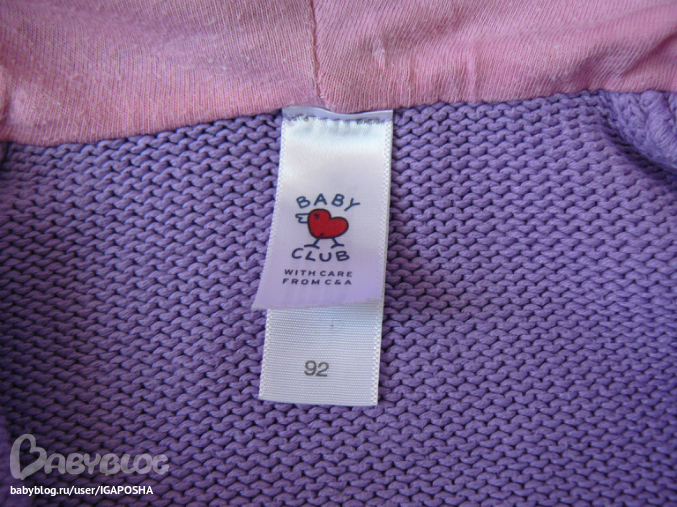 BABY
CLUB
WITH CARE
FROM C&A
92
BABYBLOG
babyblog.ru/user/IGAPOSHA